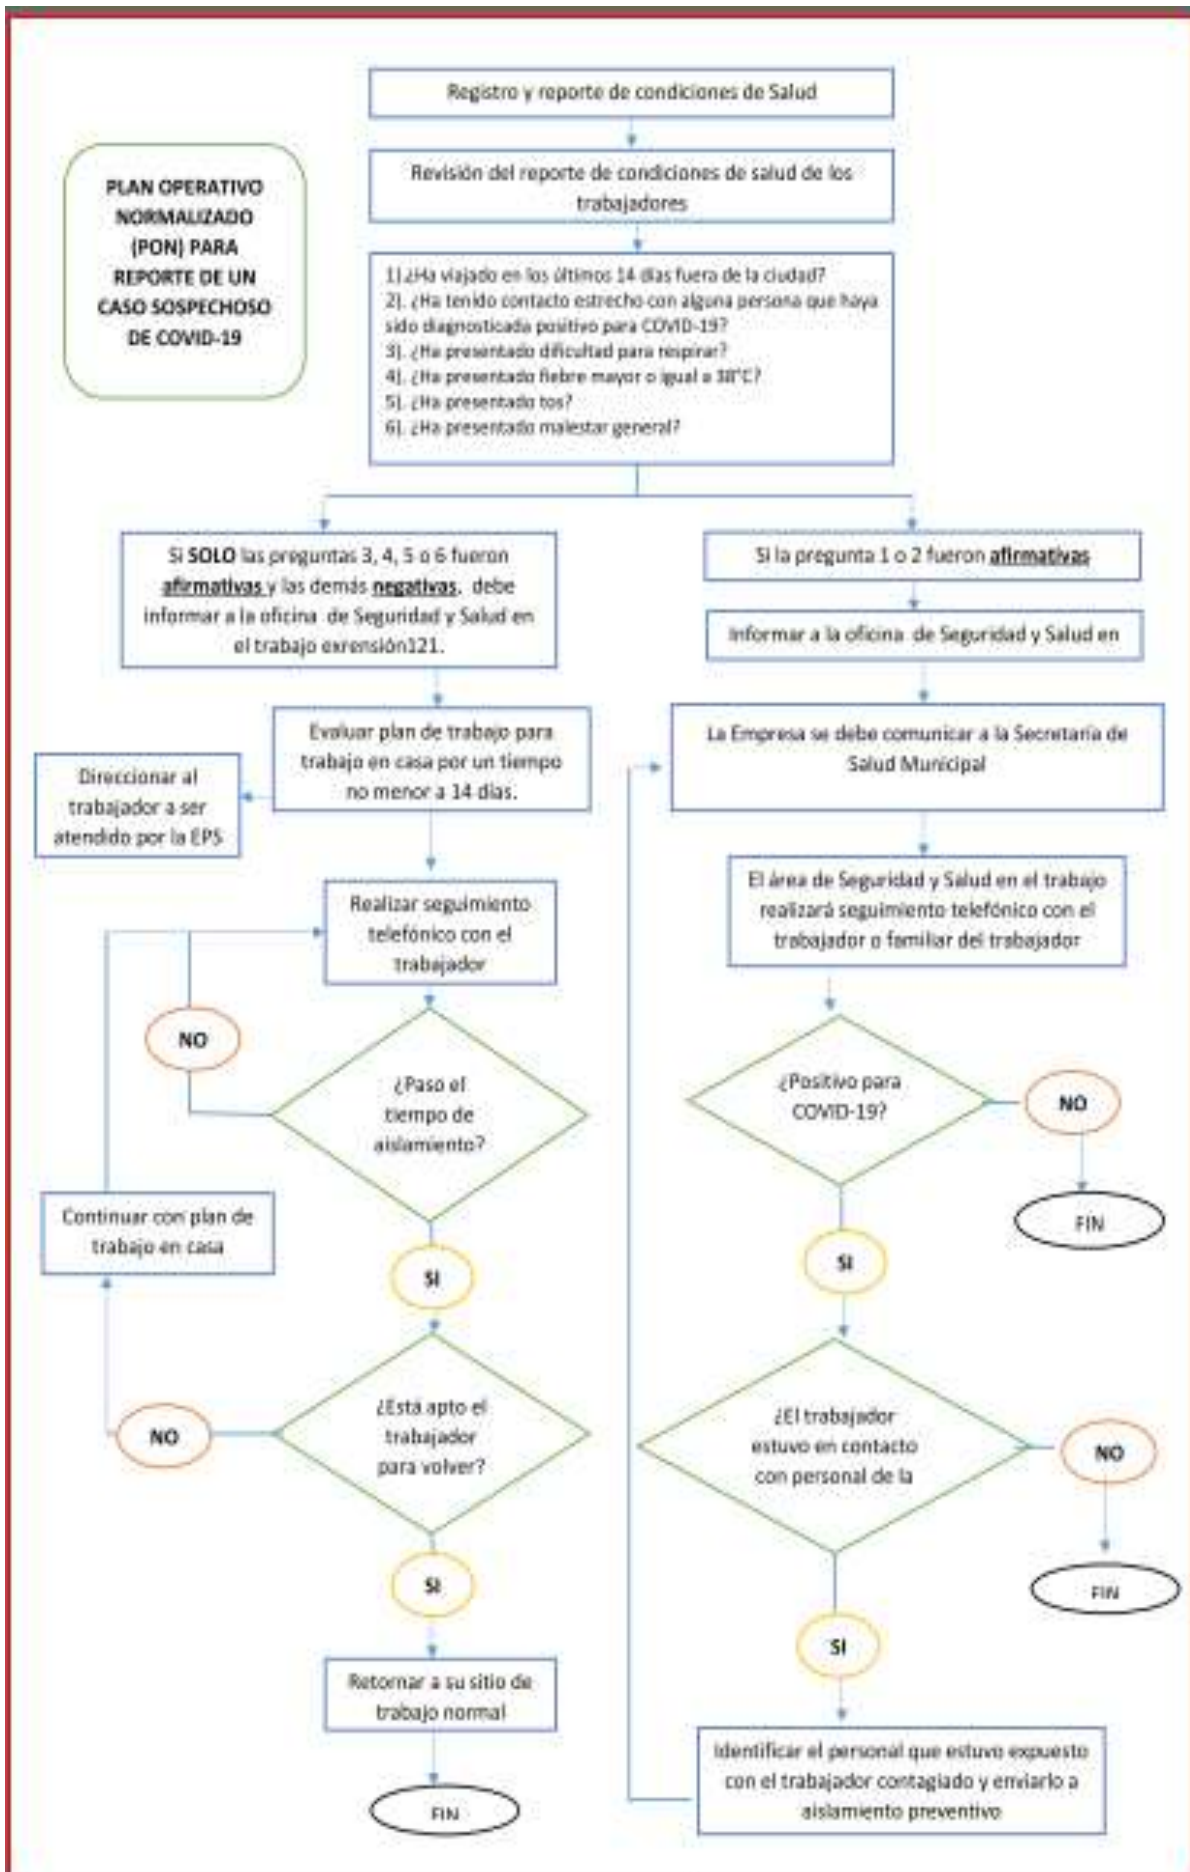 Registro y reporte de condiciones de Salud
PLAN OPERATIVO
NORMALIZADO
(PON) PARA
REPORTE DE UN
CASO SOSPECHOSO
DE COVID-19
Revisión del reporte de condiciones de salud de los
trabajadores
1).¿Ha viajado en los últimos 14 días fuera de la ciudad?
2). ¿Ha tenido contacto estrecho con alguna persona que haya
sido diagnosticada positivo para COVID-19?
3). ¿Ha presentado dificultad para respirar?
4). ¿Ha presentado fiebre mayor o igual a 38°C?
5). ¿Ha presentado tos?
6). ¿Ha presentado malestar general?
Si SOLO las preguntas 3, 4, 5 o 6 fueron
afirmativas y las demás negativas, debe
informar a la oficina de Seguridad y Salud en
el trabajo exrensión121.
Evaluar plan de trabajo para
trabajo en casa por un tiempo
no menor a 14 días.
Direccionar al
trabajador a ser
atendido por la EPS
Realizar seguimiento
telefónico con el
trabajador
NO
¿Paso el
tiempo de
aislamiento?
Continuar con plan de
trabajo en casa
SI
¿Está apto el
trabajador
para volver?
NO
SI
Retornar a su sitio de
trabajo normal
FIN
Si la pregunta 1 o 2 fueron afirmativas
Informar a la oficina de Seguridad y Salud en
La Empresa se debe comunicar a la Secretaría de
Salud Municipal
El área de Seguridad y Salud en el trabajo
realizará seguimiento telefónico con el
trabajador o familiar del trabajador
¿Positivo para
COVID-19?
NO
FIN
SI
¿El trabajador
estuvo en contacto
con personal de la
NO
FIN
SI
Identificar el personal que estuvo expuesto
con el trabajador contagiado y enviarlo a
aislamiento preventivo